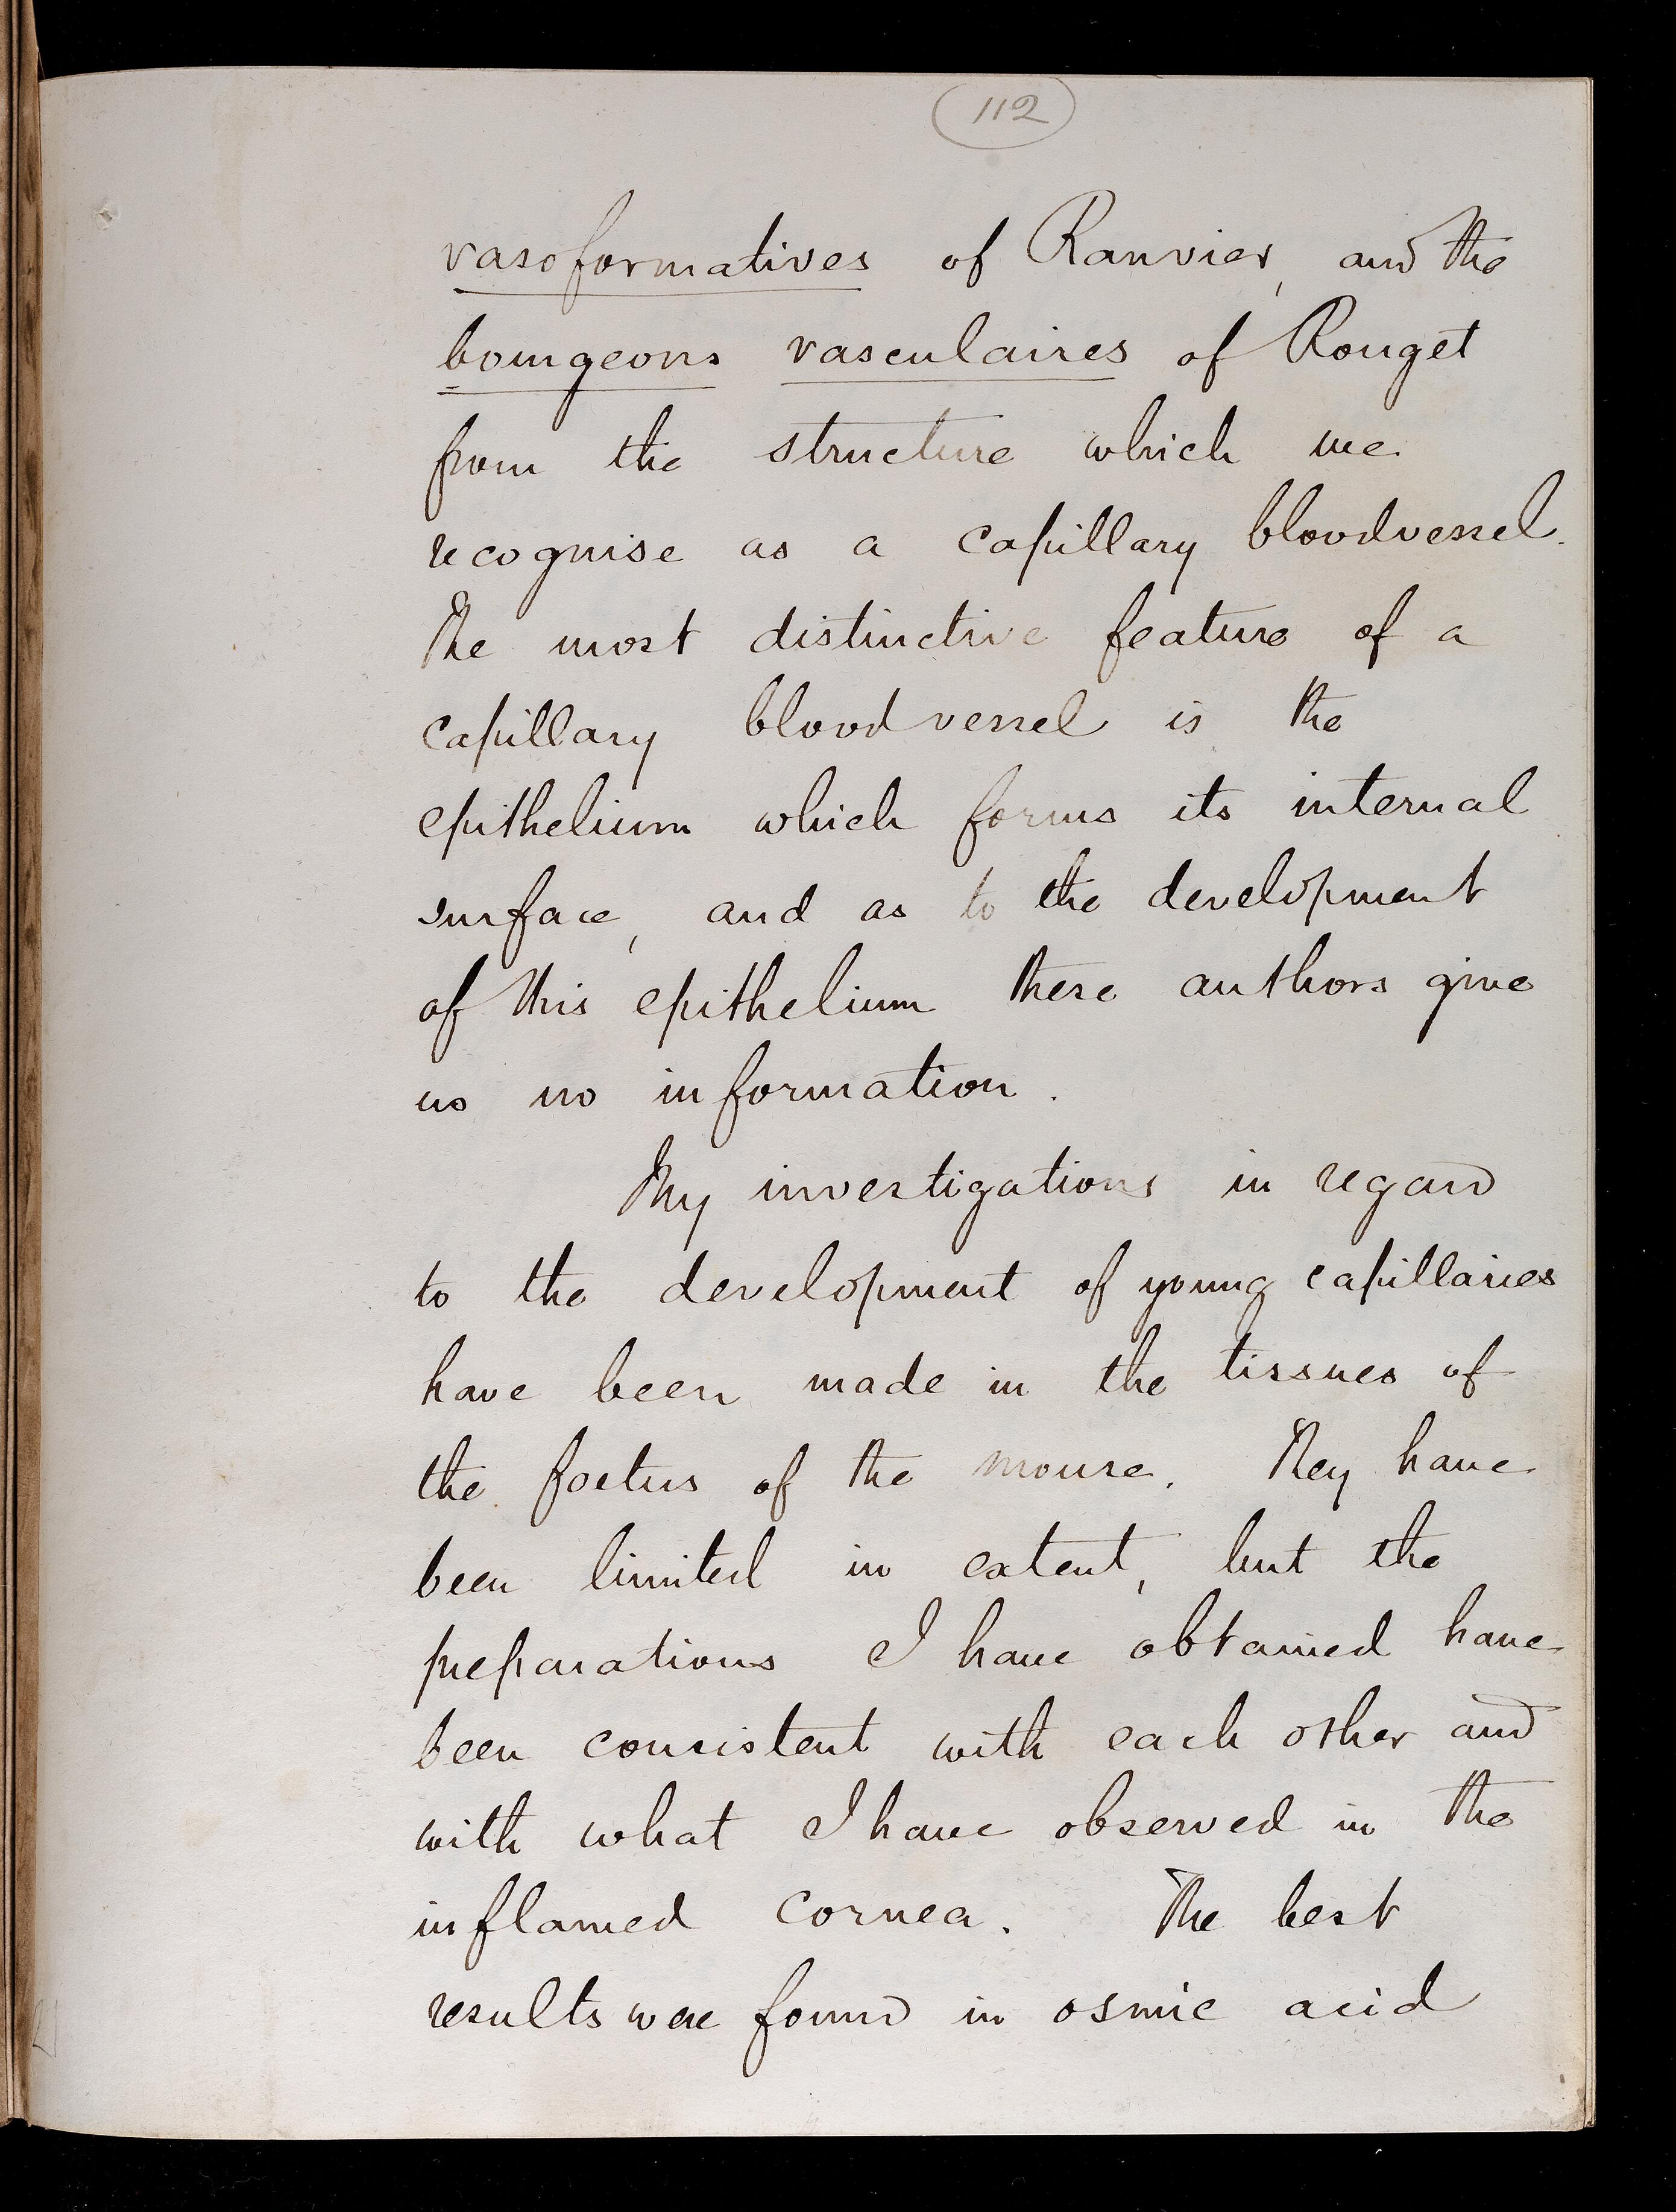 112
vasoformatives of Ranvier, and the
bourgeons vasculaires of Rouget
from the structure which we
recognise as a capillary bloodvessel.
The most distinctive feature of a
capillary bloodvessel is the
epithelium which forms its internal
surface, and as to the development
of this epithelium these authors give
us no information.
My investigations in regard
to the development of young capillaries
have been made in the tissues of
the foetus of the mouse. They have
been limited in extent, but the
preparations I have obtained have
been consistent with each other and
with what I have observed in the
inflamed cornea. The best
results were found in osmic acid